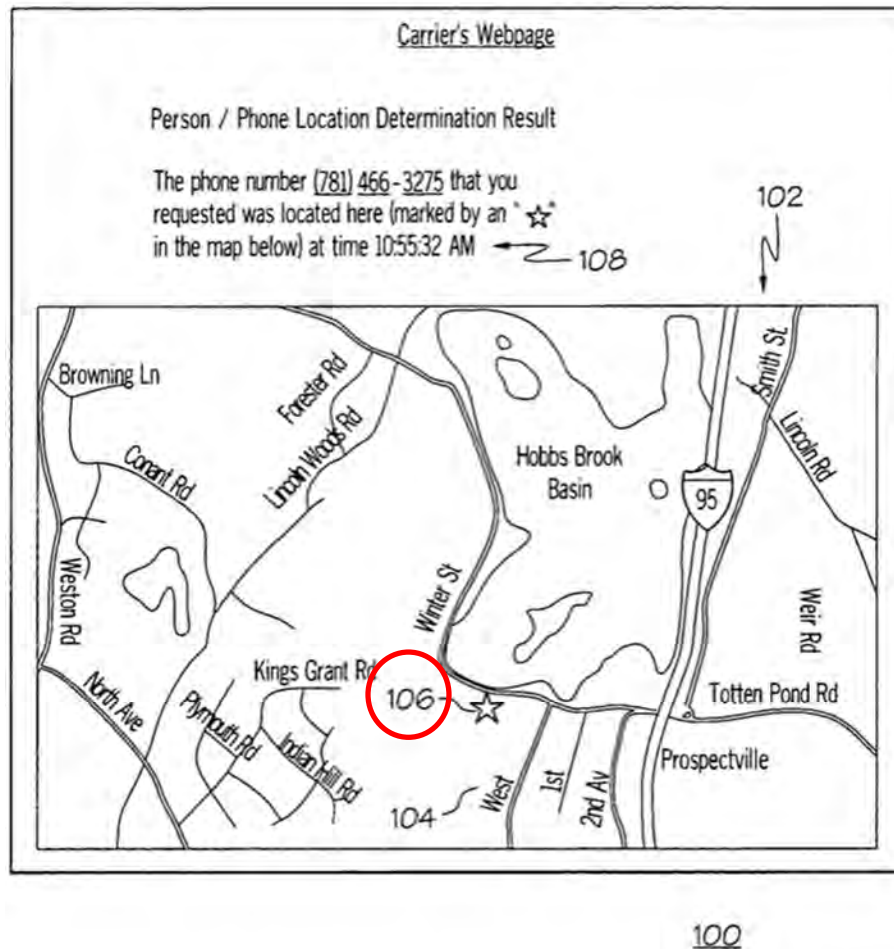 Carrier's Webpage
Person / Phone Location Determination Result
The phone number (781) 466-3275 that you
requested was located here (marked by an "☆"
in the map below) at time 10:55:32 AM
108
102
Browning Ln
Forester Rd
Smith St
Conant Rd
Lincoln Woods Rd
Lincoln Rd
Hobbs Brook
Basin
95
Weston Rd
Winter St
Weir Rd
Kings Grant Rd
106
Totten Pond Rd
North Ave
Plymouth Rd
Indian Hill Rd
Prospectville
104
West
1st
2nd Av
100